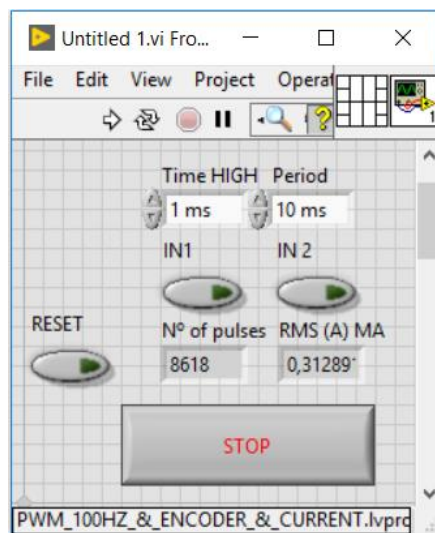 Untitled 1.vi Fro...
File Edit View Project Operat
1
Time HIGH Period
1 ms 10 ms
IN1 IN 2
RESET
Nº of pulses RMS (A) MA
8618 0,31289
STOP
PWM_100HZ_&_ENCODER_&_CURRENT.lvpro